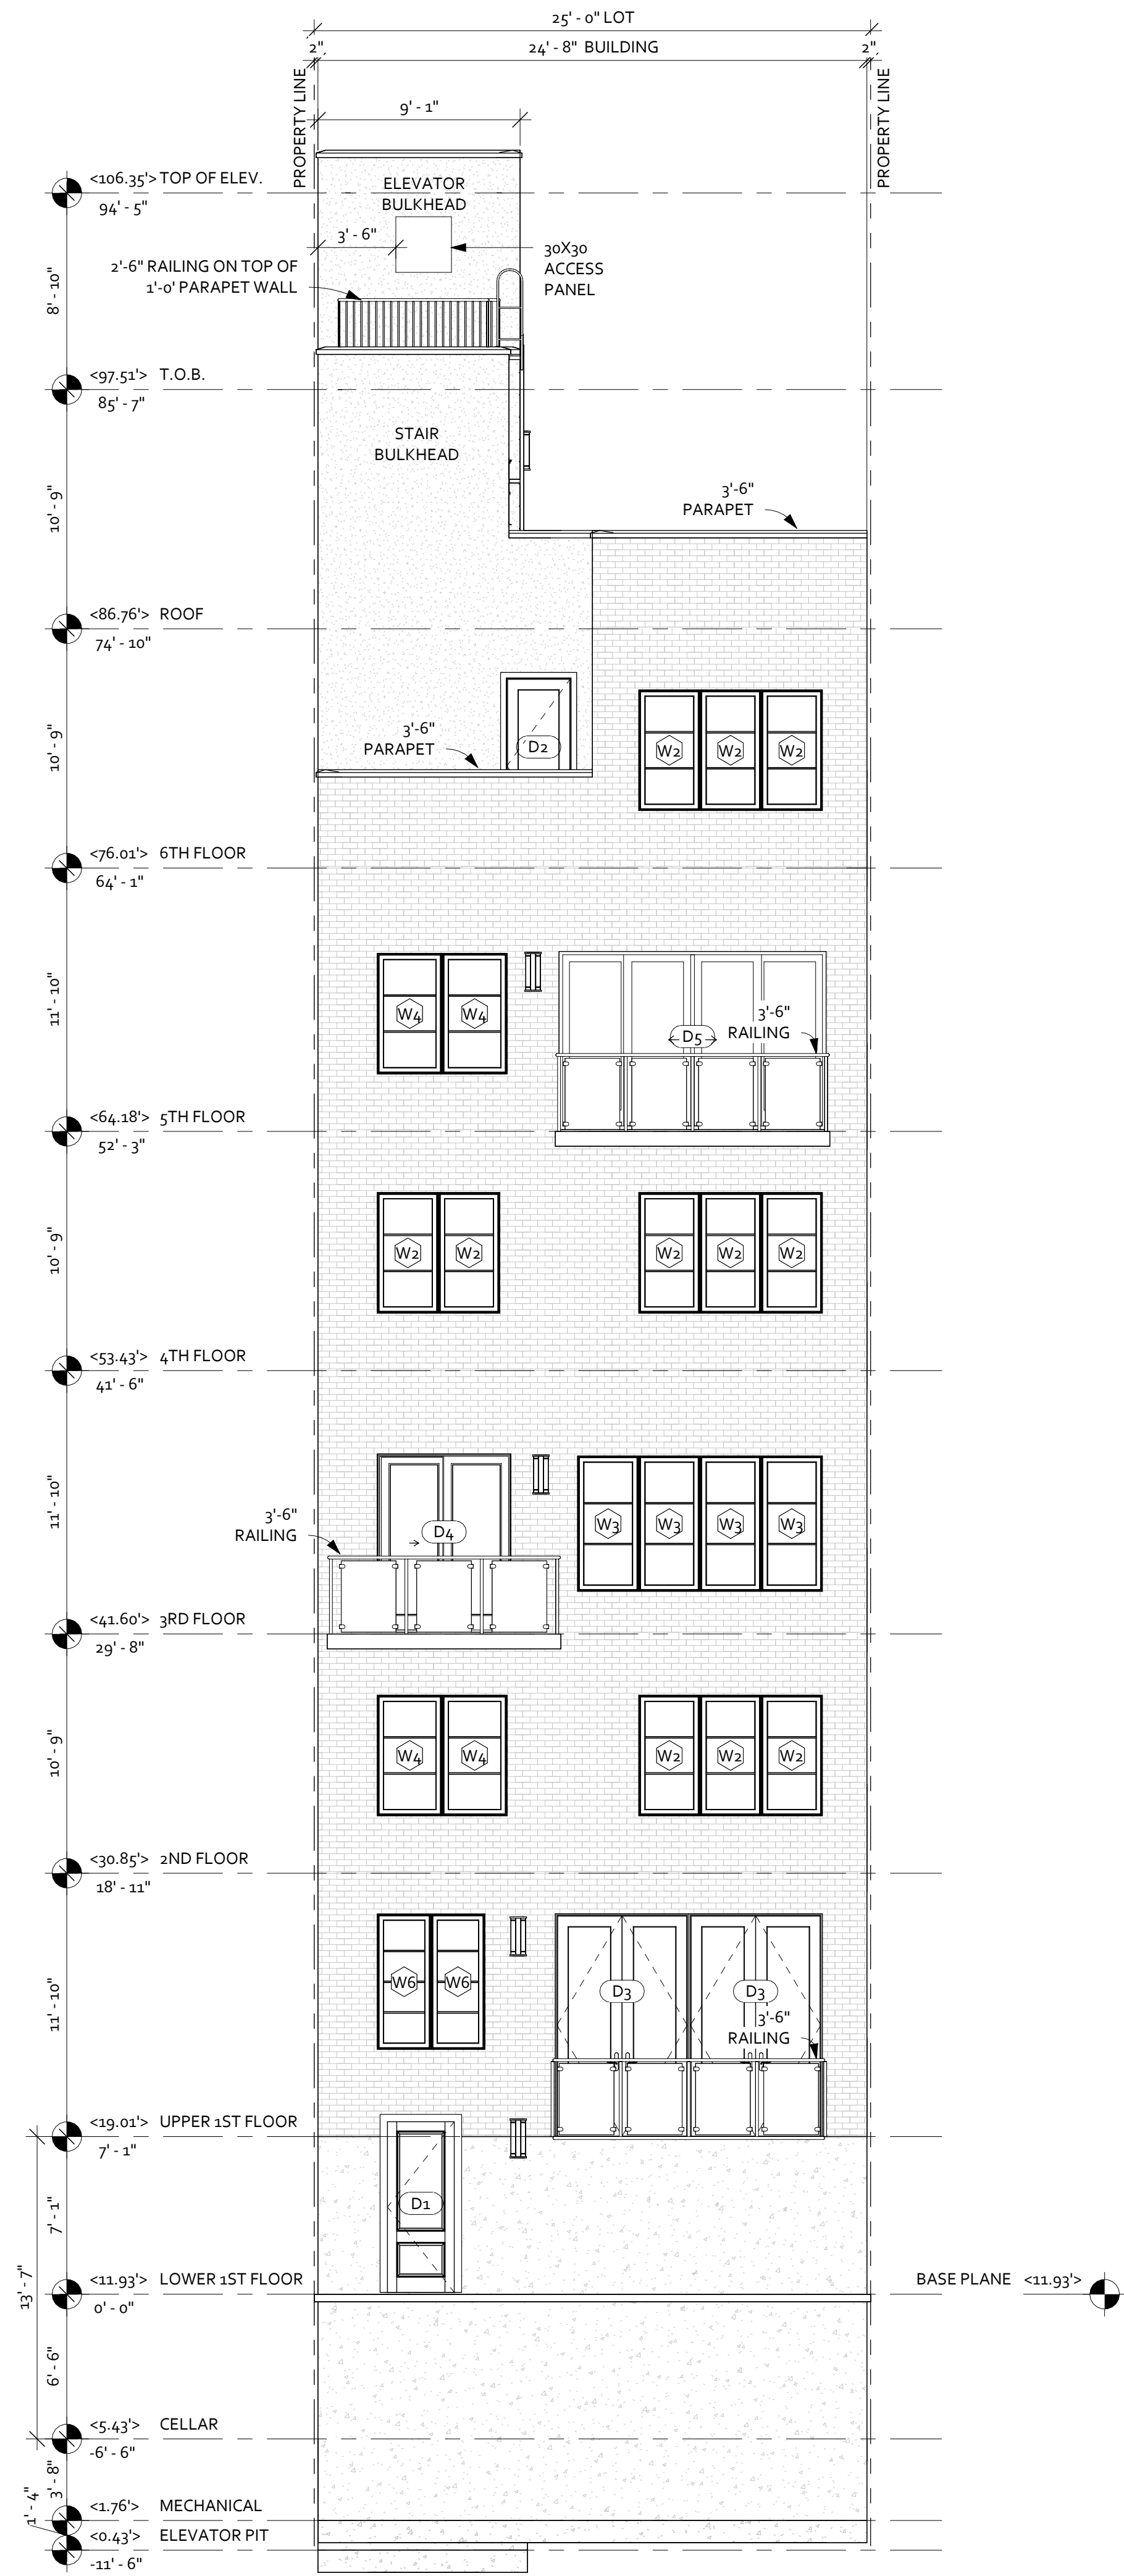 25' - 0" LOT
2" 24' - 8" BUILDING 2"
PROPERTY LINE
PROPERTY LINE
9' - 1"
<106.35'> TOP OF ELEV.
94' - 5"
ELEVATOR
BULKHEAD
3' - 6"
30X30
ACCESS
PANEL
2'-6" RAILING ON TOP OF
1'-0' PARAPET WALL
8' - 10"
<97.51'> T.O.B.
85' - 7"
STAIR
BULKHEAD
10' - 9"
3'-6"
PARAPET
<86.76'> ROOF
74' - 10"
10' - 9"
3'-6"
PARAPET
D2
W2 W2 W2
<76.01'> 6TH FLOOR
64' - 1"
11' - 10"
W4 W4
D5
3'-6"
RAILING
<64.18'> 5TH FLOOR
52' - 3"
10' - 9"
W2 W2 W2 W2 W2
<53.43'> 4TH FLOOR
41' - 6"
11' - 10"
3'-6"
RAILING
D4
W3 W3 W3 W3
<41.60'> 3RD FLOOR
29' - 8"
10' - 9"
W4 W4 W2 W2 W2
<30.85'> 2ND FLOOR
18' - 11"
11' - 10"
W6 W6 D3 D3
3'-6"
RAILING
<19.01'> UPPER 1ST FLOOR
7' - 1"
7' - 1"
D1
13' - 7"
<11.93'> LOWER 1ST FLOOR
0' - 0"
BASE PLANE <11.93'>
6' - 6"
<5.43'> CELLAR
-6' - 6"
3' - 8"
1' - 4"
<1.76'> MECHANICAL
<0.43'> ELEVATOR PIT
-11' - 6"